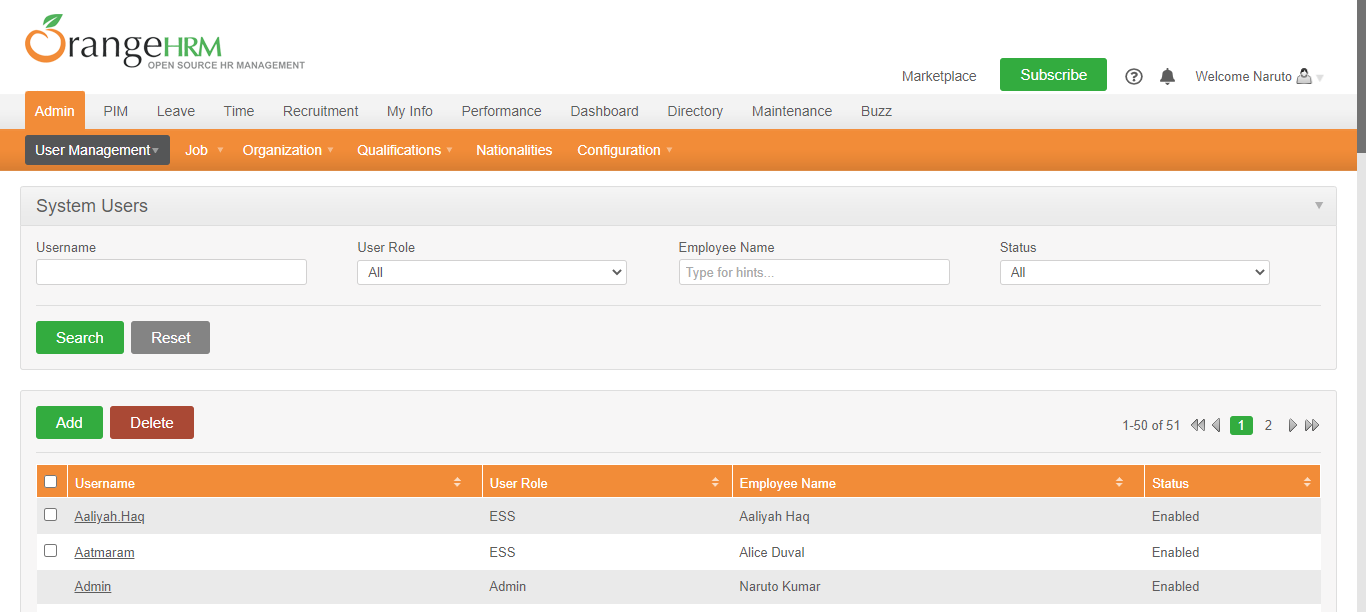 OrangeHRM
OPEN SOURCE HR MANAGEMENT
Marketplace Subscribe Welcome Naruto
Admin PIM Leave Time Recruitment My Info Performance Dashboard Directory Maintenance Buzz
User Management Job Organization Qualifications Nationalities Configuration
System Users
Username User Role Employee Name Status
All Type for hints... All
Search Reset
Add Delete 1-50 of 51 1 2
Username User Role Employee Name Status
Aaliyah.Haq ESS Aaliyah Haq Enabled
Aatmaram ESS Alice Duval Enabled
Admin Admin Naruto Kumar Enabled